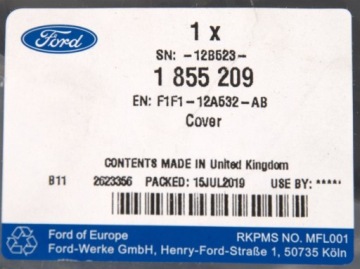 Ford
1 x
SN: -12B523-
1 855 209
EN: F1F1-12A532-AB
Cover
CONTENTS MADE IN United Kingdom
B11 2623356 PACKED: 15JUL2019 USE BY: *****
Ford of Europe RKPMS NO. MFL001
Ford-Werke GmbH, Henry-Ford-Straße 1, 50735 Köln